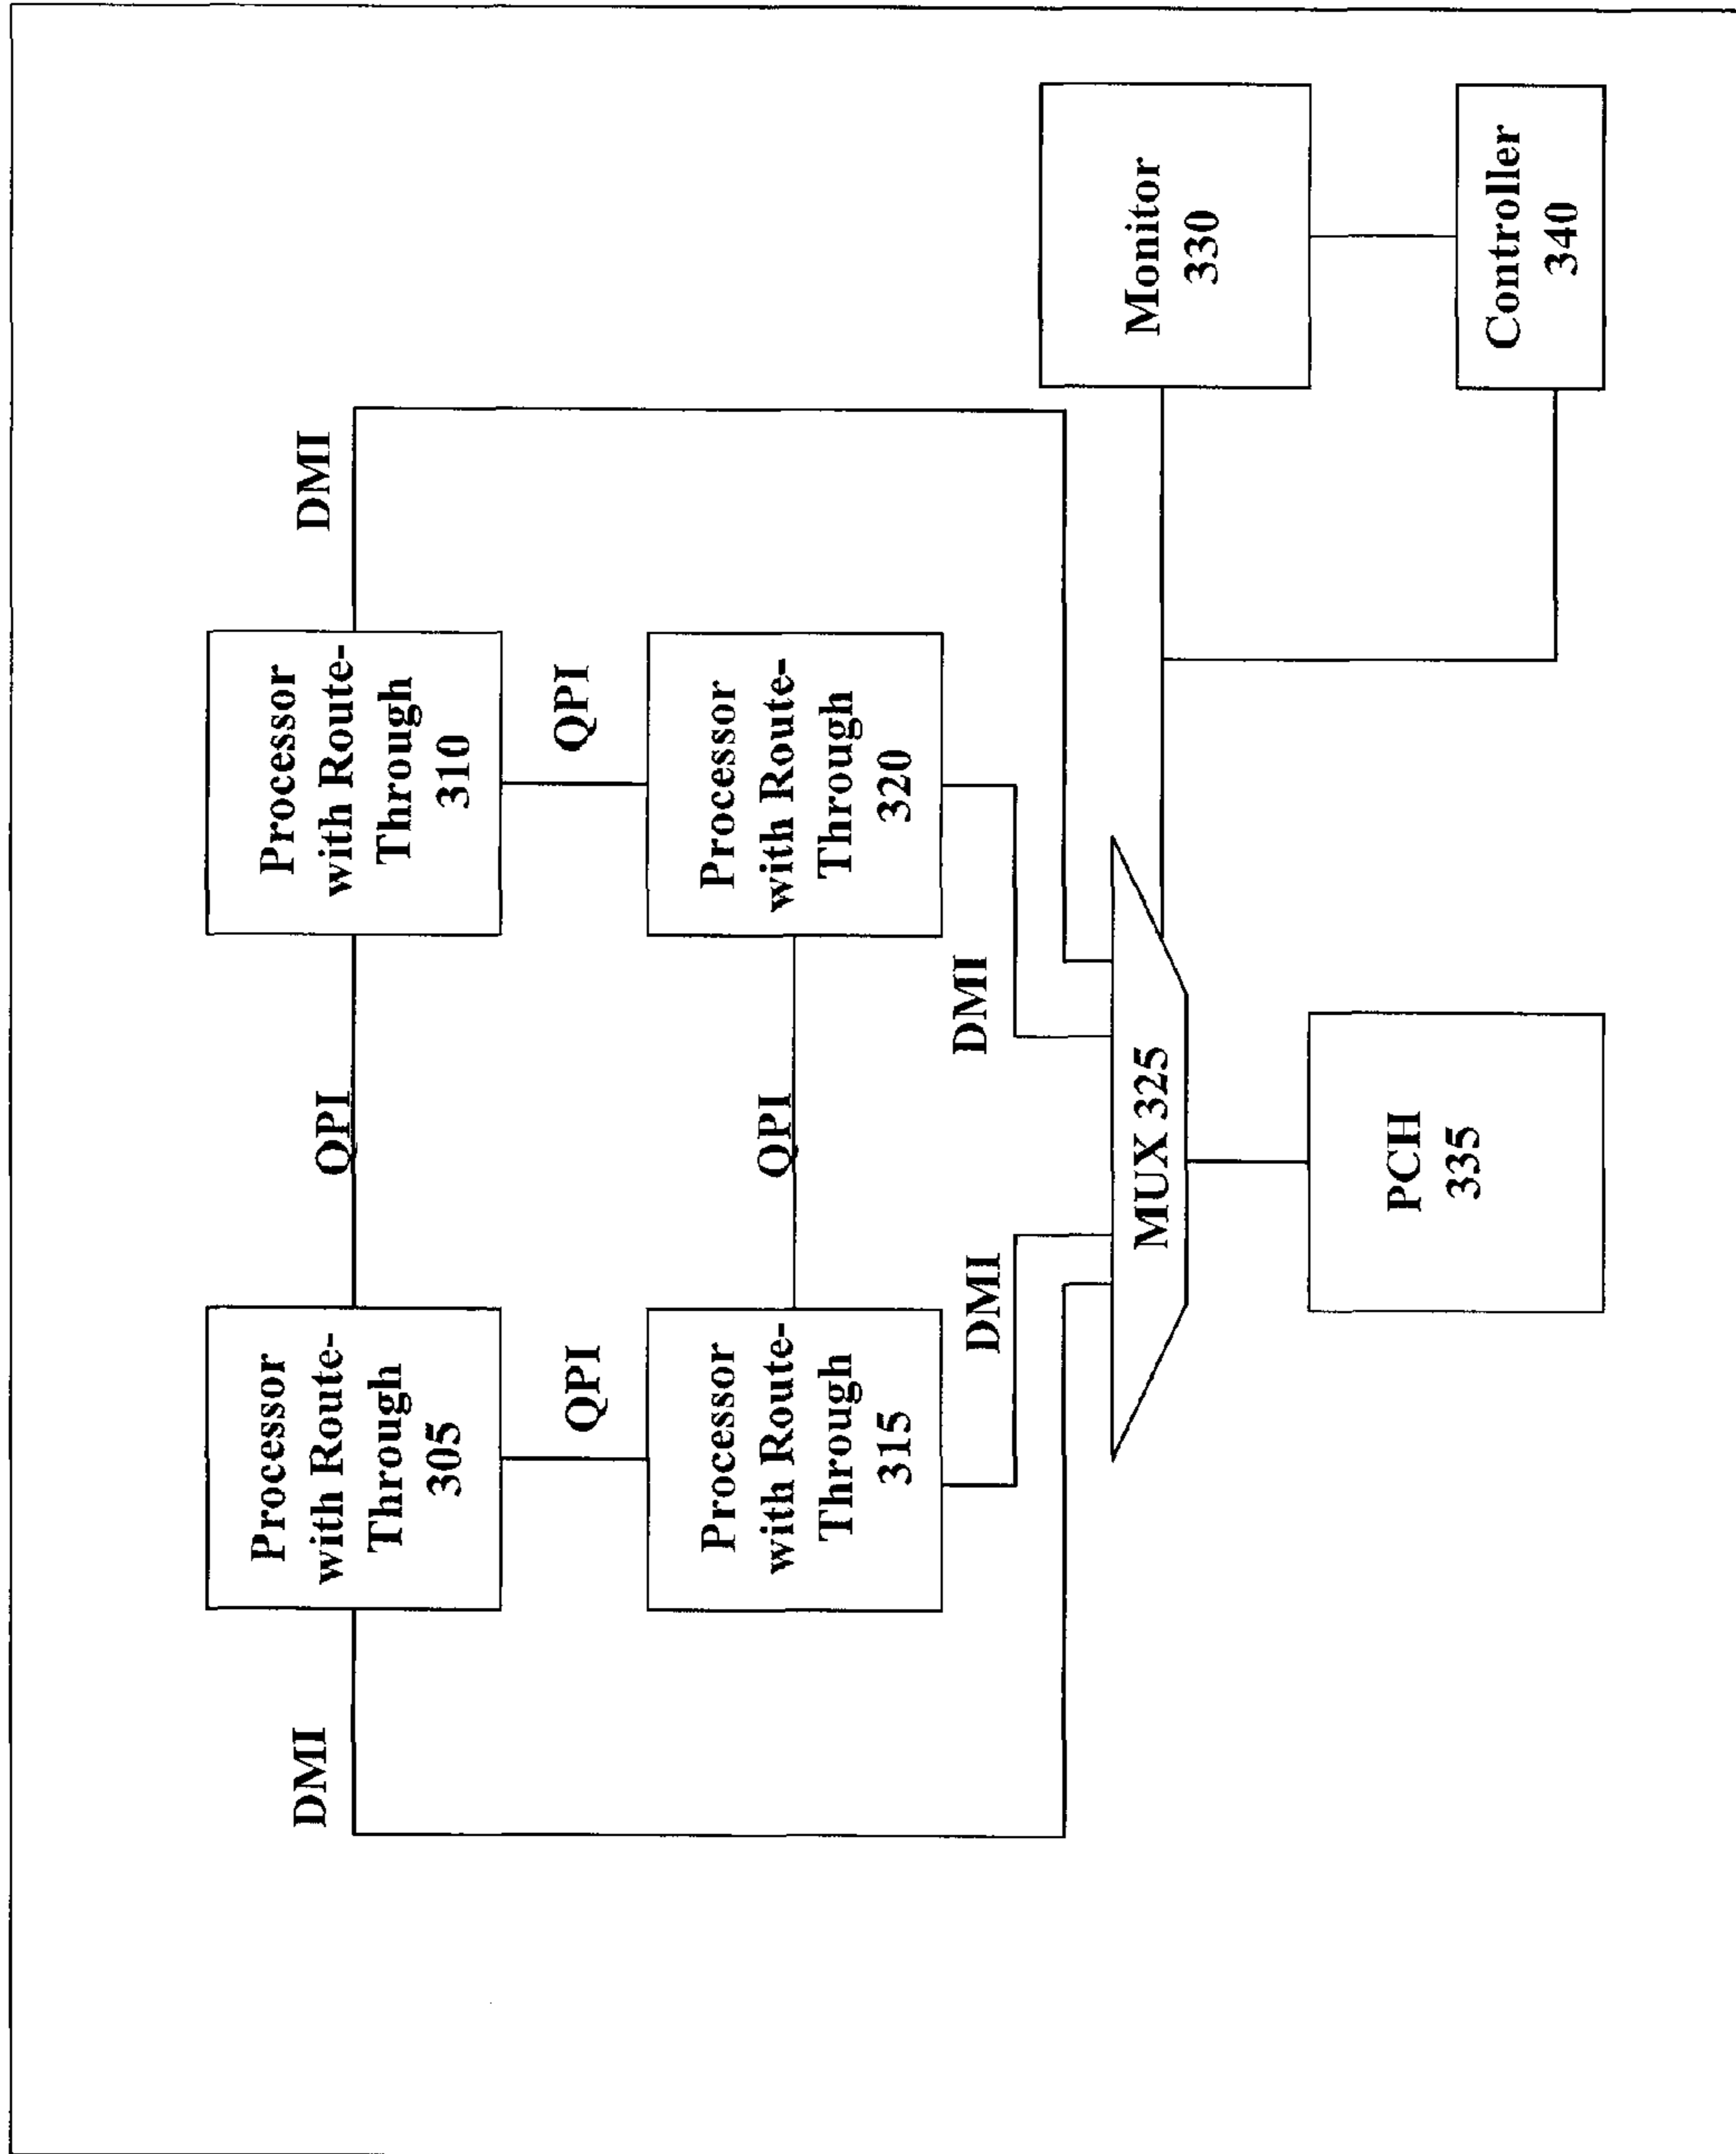 DMI
Processor
with Route-
Through
305
QPI
Processor
with Route-
Through
310
DMI
QPI
QPI
Processor
with Route-
Through
315
QPI
Processor
with Route-
Through
320
DMI
DMI
MUX 325
Monitor
330
PCH
335
Controller
340